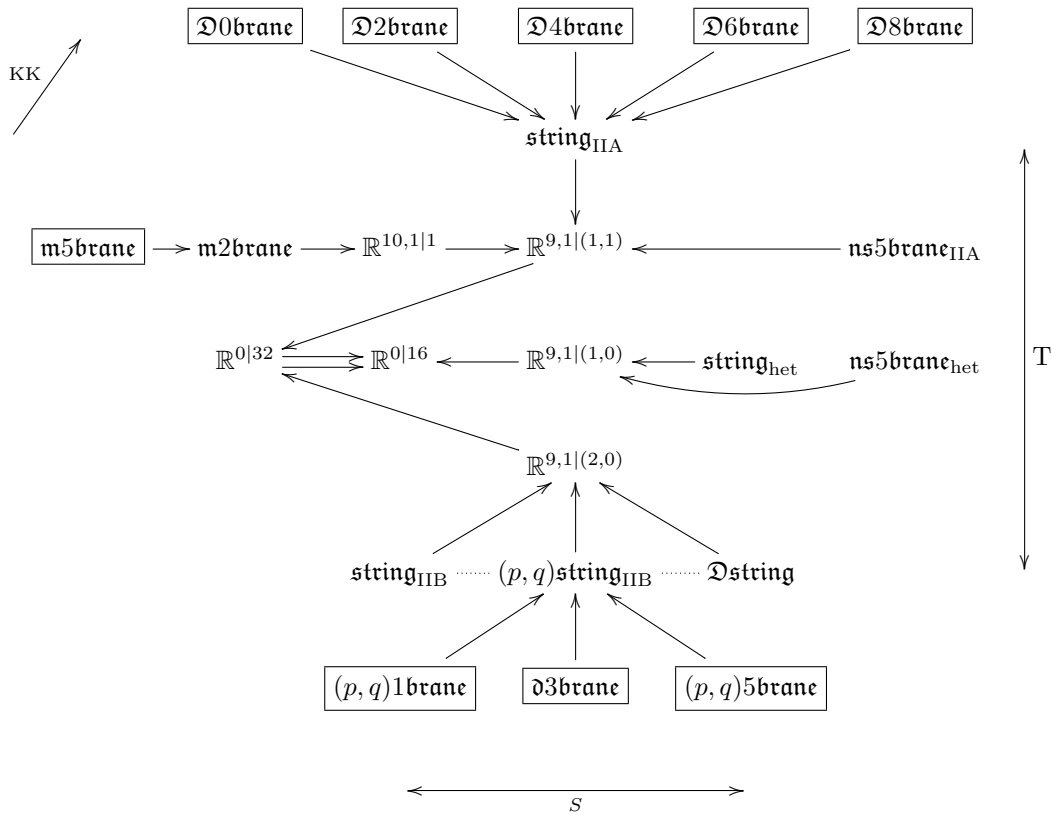 𝔇0𝔟𝔯𝔞𝔫𝔢 𝔇2𝔟𝔯𝔞𝔫𝔢 𝔇4𝔟𝔯𝔞𝔫𝔢 𝔇6𝔟𝔯𝔞𝔫𝔢 𝔇8𝔟𝔯𝔞𝔫𝔢
KK
𝔰𝔱𝔯𝔦𝔫𝔤_IIA
𝔪5𝔟𝔯𝔞𝔫𝔢 𝔪2𝔟𝔯𝔞𝔫𝔢 ℝ^{10,1|1} ℝ^{9,1|(1,1)} 𝔫𝔰5𝔟𝔯𝔞𝔫𝔢_IIA
ℝ^{0|32} ℝ^{0|16} ℝ^{9,1|(1,0)} 𝔰𝔱𝔯𝔦𝔫𝔤_het 𝔫𝔰5𝔟𝔯𝔞𝔫𝔢_het T
ℝ^{9,1|(2,0)}
𝔰𝔱𝔯𝔦𝔫𝔤_IIB (p, q)𝔰𝔱𝔯𝔦𝔫𝔤_IIB 𝔇𝔰𝔱𝔯𝔦𝔫𝔤
(p, q)1𝔟𝔯𝔞𝔫𝔢 𝔡3𝔟𝔯𝔞𝔫𝔢 (p, q)5𝔟𝔯𝔞𝔫𝔢
S